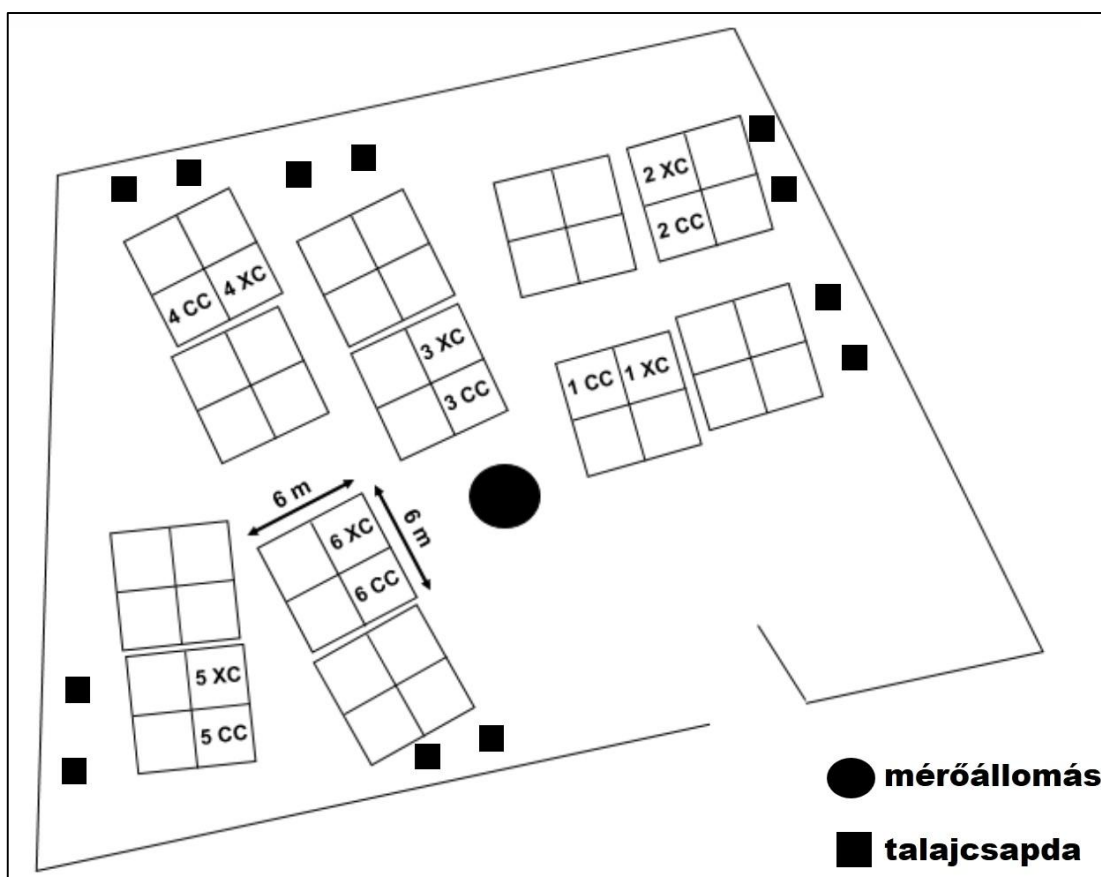 2 XC
2 CC
4 CC
4 XC
3 XC
3 CC
1 CC
1 XC
6 m
6 m
6 XC
6 CC
5 XC
5 CC
mérőállomás
talajcsapda